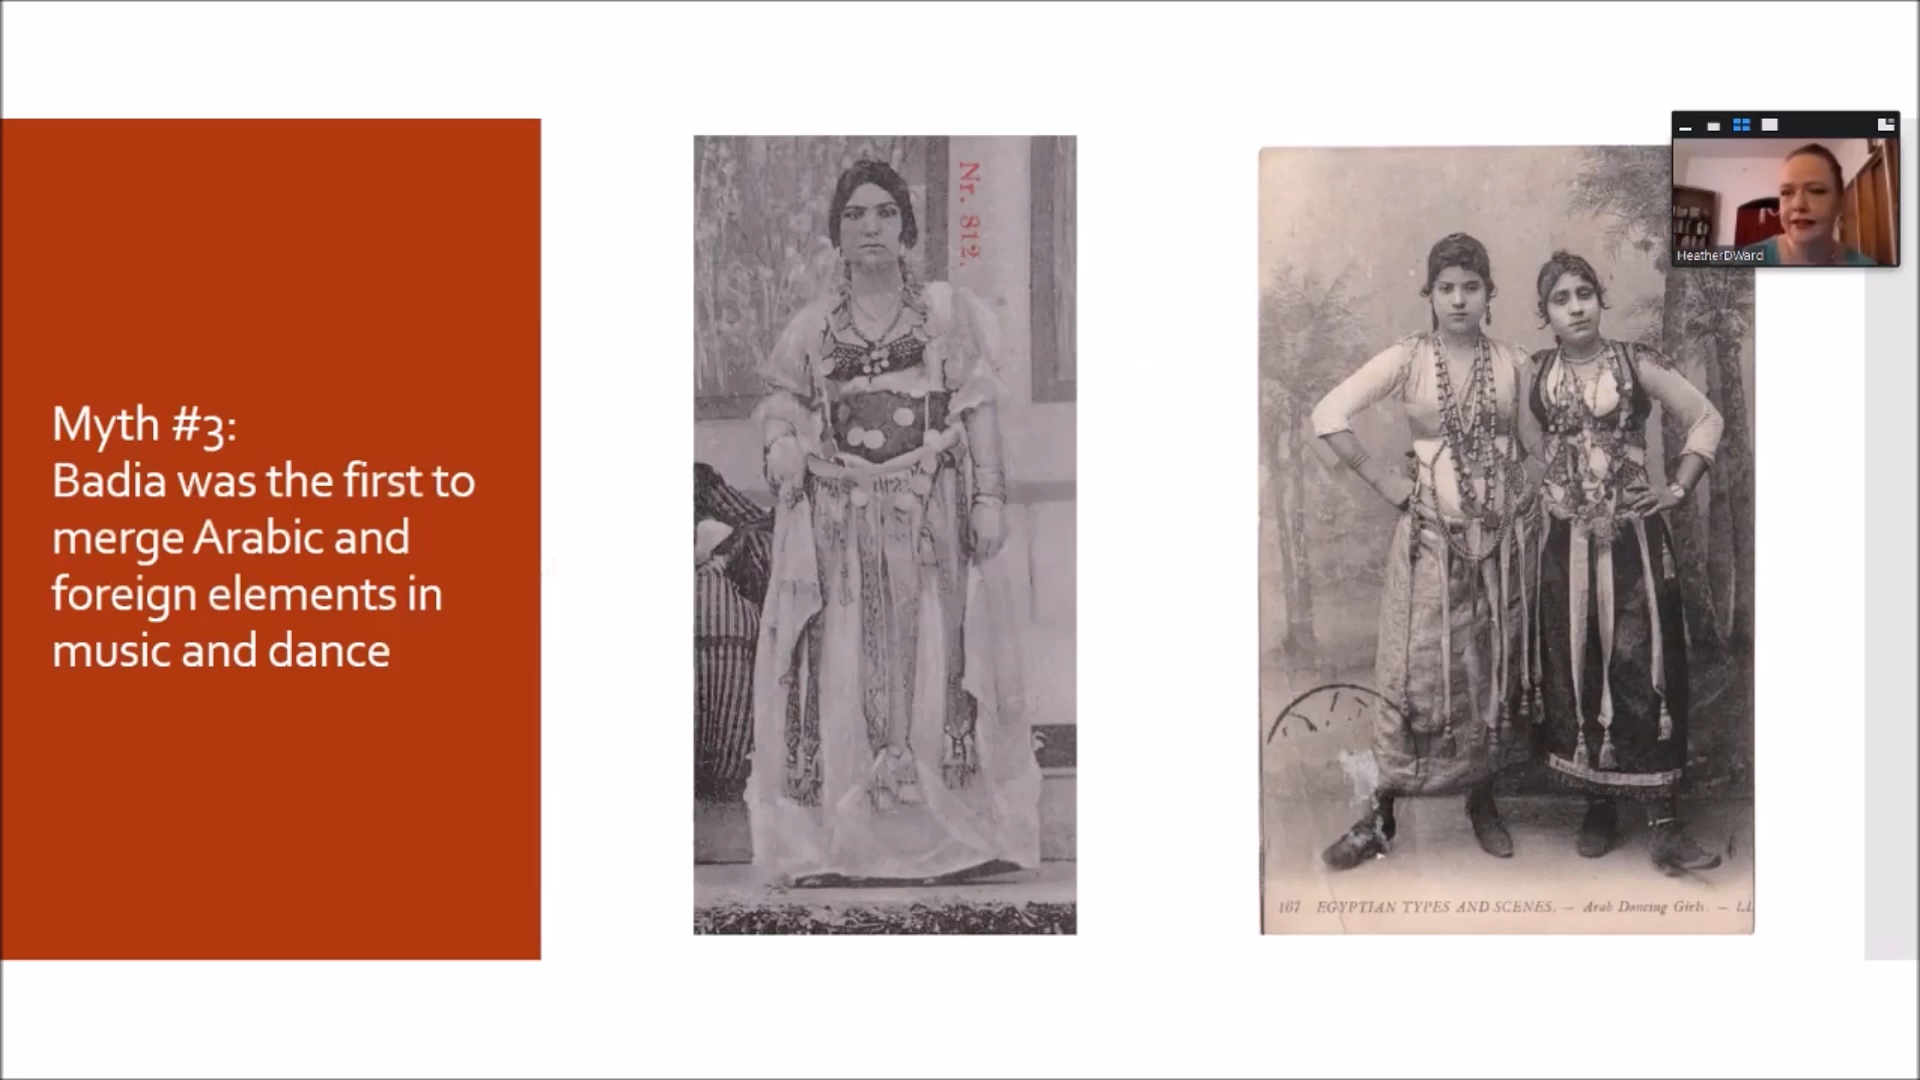 Myth #3:
Badia was the first to
merge Arabic and
foreign elements in
music and dance
Nr. 812.
HeatherDWard
167 EGYPTIAN TYPES AND SCENES. — Arab Dancing Girls. — LL